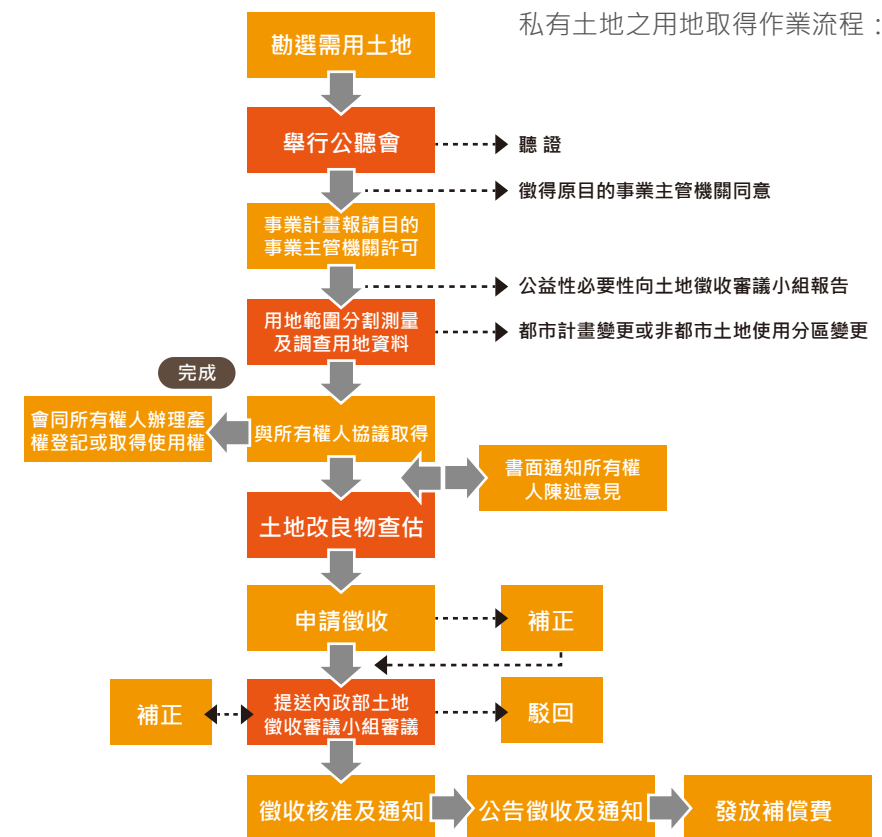 私有土地之用地取得作業流程：
勘選需用土地
舉行公聽會
聽證
徵得原目的事業主管機關同意
事業計畫報請目的
事業主管機關許可
公益性必要性向土地徵收審議小組報告
用地範圍分割測量
及調查用地資料
都市計畫變更或非都市土地使用分區變更
完成
會同所有權人辦理產
權登記或取得使用權
與所有權人協議取得
書面通知所有權
人陳述意見
土地改良物查估
申請徵收
補正
補正
提送內政部土地
徵收審議小組審議
駁回
徵收核准及通知
公告徵收及通知
發放補償費